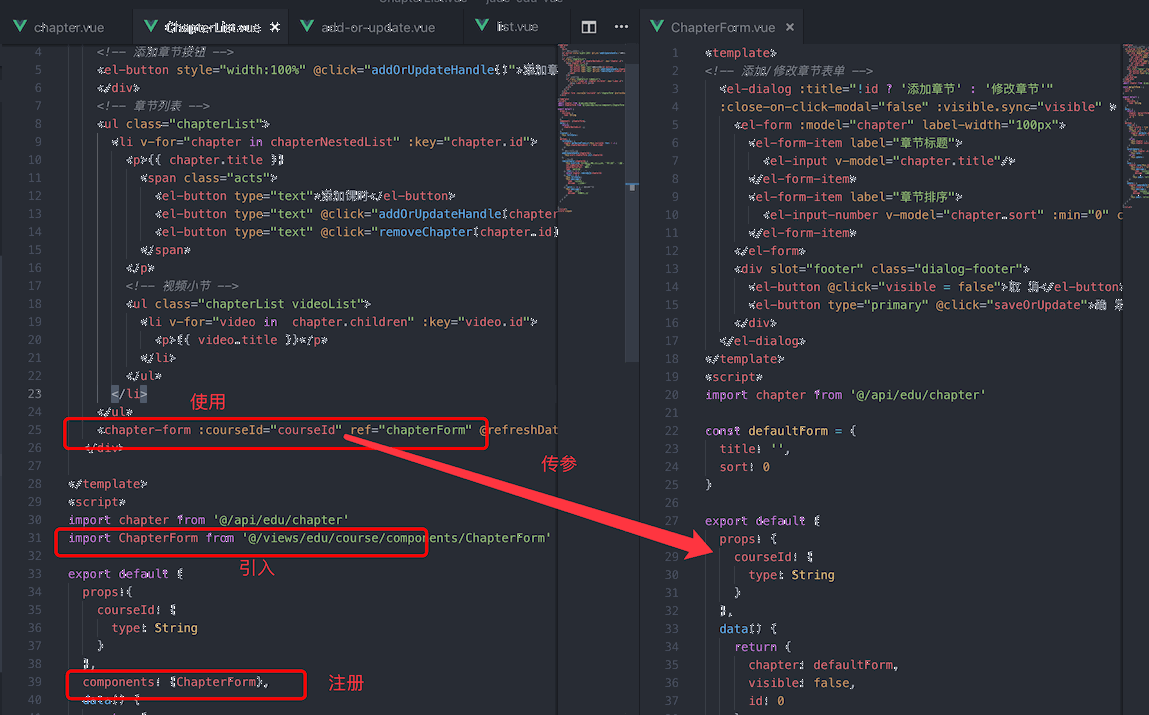 chapter.vue
ChapterList.vue
add-or-update.vue
list.vue
ChapterForm.vue
4 <!-- 添加章节按钮 -->
5 <el-button style="width:100%" @click="addOrUpdateHandle()">添加章
6 </div>
7 <!-- 章节列表 -->
8 <ul class="chapterList">
9 <li v-for="chapter in chapterNestedList" :key="chapter.id">
10 <p>{{ chapter.title }}
11 <span class="acts">
12 <el-button type="text">添加课时</el-button>
13 <el-button type="text" @click="addOrUpdateHandle(chapter
14 <el-button type="text" @click="removeChapter(chapter.id)
15 </span>
16 </p>
17 <!-- 视频小节 -->
18 <ul class="chapterList videoList">
19 <li v-for="video in chapter.children" :key="video.id">
20 <p>{{ video.title }}</p>
21 </li>
22 </ul>
23 </li>
24 </ul>
使用
25 <chapter-form :courseId="courseId" ref="chapterForm" @refreshDat
26 </div>
27
28 </template>
29 <script>
30 import chapter from '@/api/edu/chapter'
31 import ChapterForm from '@/views/edu/course/components/ChapterForm'
32
引入
33 export default {
34 props:{
35 courseId: {
36 type: String
37 }
38 },
39 components: {ChapterForm},
注册
40 data() {
传参
1 <template>
2 <!-- 添加/修改章节表单 -->
3 <el-dialog :title="!id ? '添加章节' : '修改章节'"
4 :close-on-click-modal="false" :visible.sync="visible" >
5 <el-form :model="chapter" label-width="100px">
6 <el-form-item label="章节标题">
7 <el-input v-model="chapter.title"/>
8 </el-form-item>
9 <el-form-item label="章节排序">
10 <el-input-number v-model="chapter.sort" :min="0" c
11 </el-form-item>
12 </el-form>
13 <div slot="footer" class="dialog-footer">
14 <el-button @click="visible = false">取 消</el-button>
15 <el-button type="primary" @click="saveOrUpdate">确
16 </div>
17 </el-dialog>
18 </template>
19 <script>
20 import chapter from '@/api/edu/chapter'
21
22 const defaultForm = {
23 title: '',
24 sort: 0
25 }
26
27 export default {
28 props: {
29 courseId: {
30 type: String
31 }
32 },
33 data() {
34 return {
35 chapter: defaultForm,
36 visible: false,
37 id: 0